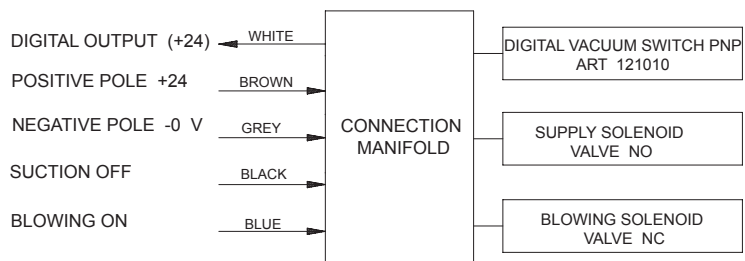 DIGITAL OUTPUT (+24)
WHITE
POSITIVE POLE +24
BROWN
NEGATIVE POLE -0 V
GREY
SUCTION OFF
BLACK
BLOWING ON
BLUE
CONNECTION
MANIFOLD
DIGITAL VACUUM SWITCH PNP
ART 121010
SUPPLY SOLENOID
VALVE NO
BLOWING SOLENOID
VALVE NC